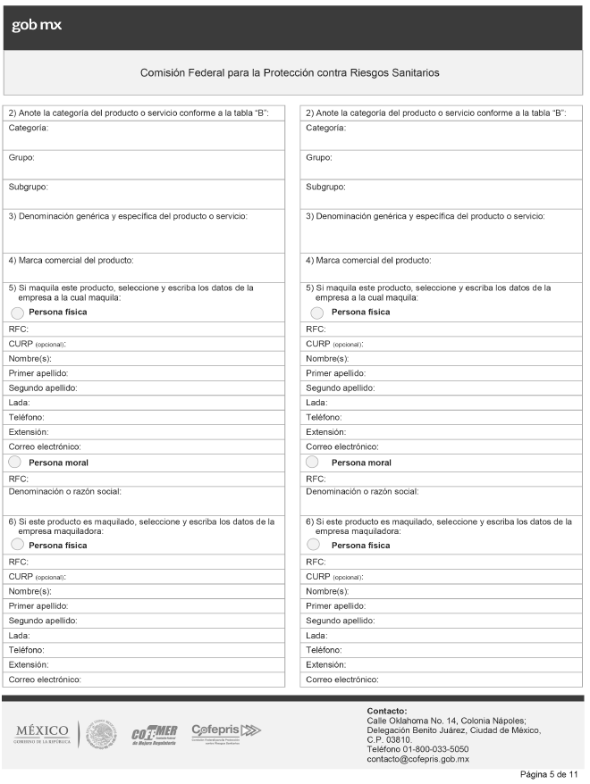 gob mx
Comisión Federal para la Protección contra Riesgos Sanitarios
2) Anote la categoría del producto o servicio conforme a la tabla “B”:
Categoría:
Grupo:
Subgrupo:
3) Denominación genérica y específica del producto o servicio:
4) Marca comercial del producto:
5) Si maquila este producto, seleccione y escriba los datos de la
empresa a la cual maquila:
Persona física
RFC:
CURP (opcional):
Nombre(s):
Primer apellido:
Segundo apellido:
Lada:
Teléfono:
Extensión:
Correo electrónico:
Persona moral
RFC:
Denominación o razón social:
6) Si este producto es maquilado, seleccione y escriba los datos de la
empresa maquiladora:
Persona física
RFC:
CURP (opcional):
Nombre(s):
Primer apellido:
Segundo apellido:
Lada:
Teléfono:
Extensión:
Correo electrónico:
2) Anote la categoría del producto o servicio conforme a la tabla “B”:
Categoría:
Grupo:
Subgrupo:
3) Denominación genérica y específica del producto o servicio:
4) Marca comercial del producto:
5) Si maquila este producto, seleccione y escriba los datos de la
empresa a la cual maquila:
Persona física
RFC:
CURP (opcional):
Nombre(s):
Primer apellido:
Segundo apellido:
Lada:
Teléfono:
Extensión:
Correo electrónico:
Persona moral
RFC:
Denominación o razón social:
6) Si este producto es maquilado, seleccione y escriba los datos de la
empresa maquiladora:
Persona física
RFC:
CURP (opcional):
Nombre(s):
Primer apellido:
Segundo apellido:
Lada:
Teléfono:
Extensión:
Correo electrónico:
MÉXICO
GOBIERNO DE LA REPÚBLICA
COFEMER
de Mejora Regulatoria
Cofepris
Contacto:
Calle Oklahoma No. 14, Colonia Nápoles;
Delegación Benito Juárez, Ciudad de México,
C.P. 03810.
Teléfono 01-800-033-5050
contacto@cofepris.gob.mx
Página 5 de 11